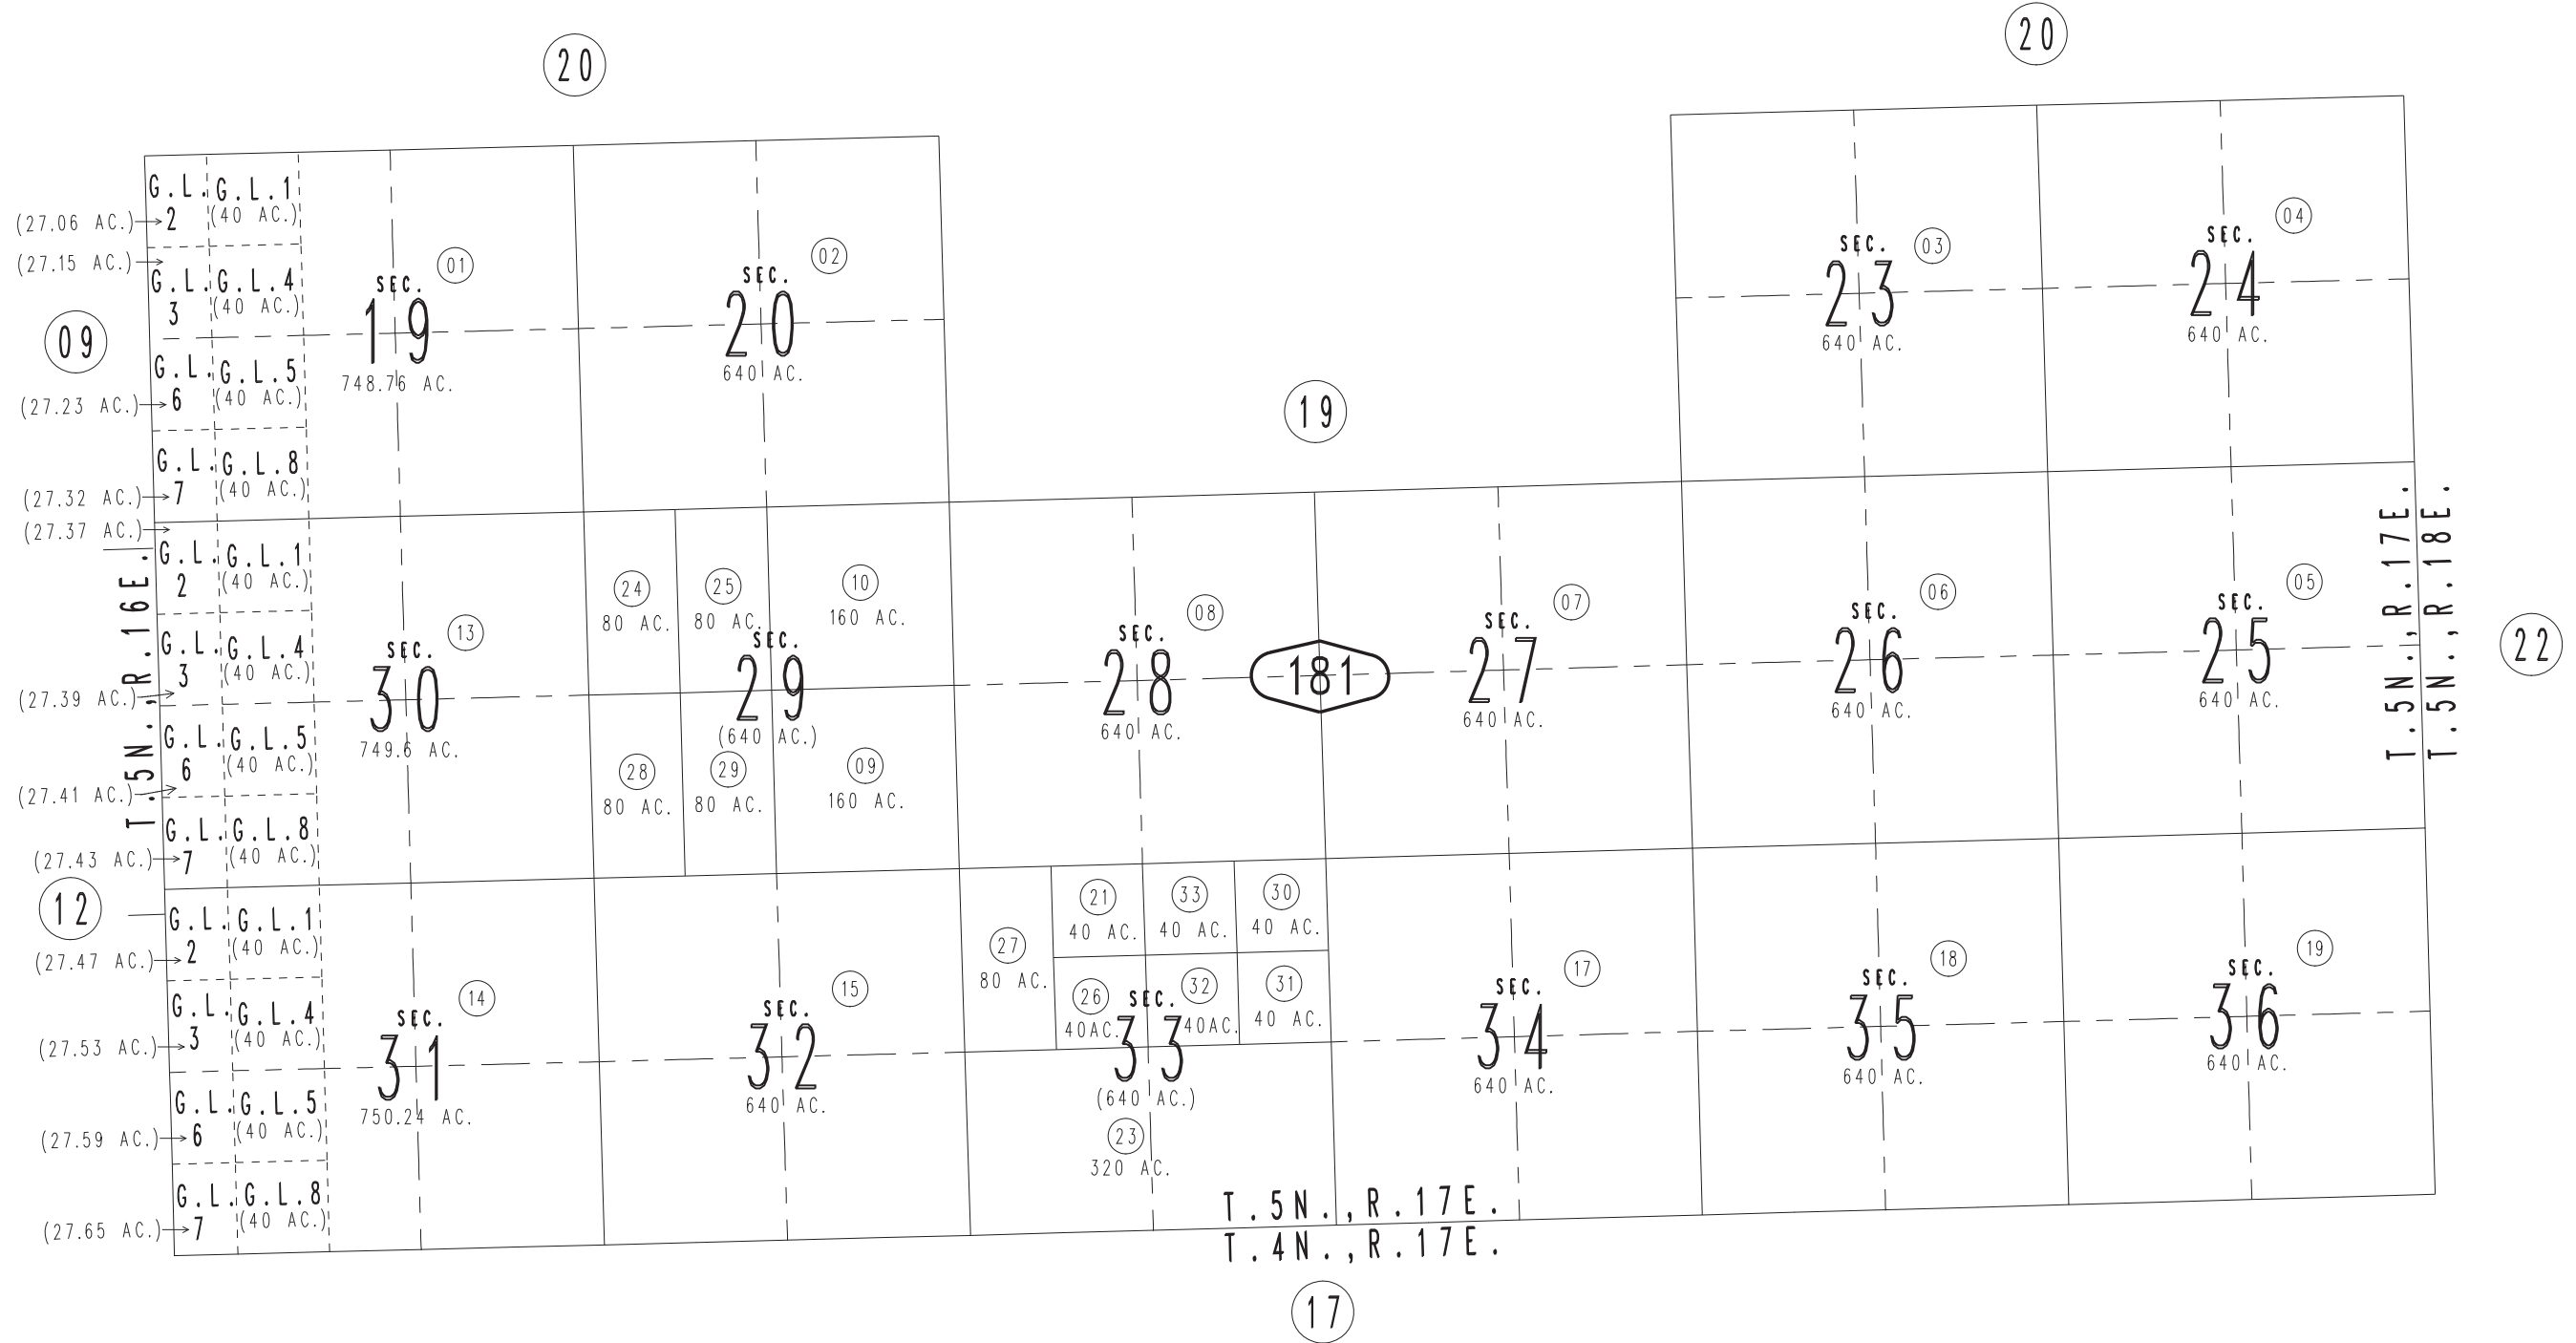 20
20
G.L. 2
G.L.1
(40 AC.)
(27.06 AC.)
(27.15 AC.)
G.L. 3
G.L.4
(40 AC.)
SEC. 19
01
748.76 AC.
SEC. 20
02
640 AC.
SEC. 23
03
640 AC.
SEC. 24
04
640 AC.
09
G.L. 6
G.L.5
(40 AC.)
(27.23 AC.)
19
G.L. 7
G.L.8
(40 AC.)
(27.32 AC.)
(27.37 AC.)
T.5N.,R.16E.
G.L. 2
G.L.1
(40 AC.)
G.L. 3
G.L.4
(40 AC.)
(27.39 AC.)
SEC. 30
13
749.6 AC.
24
80 AC.
25
80 AC.
10
160 AC.
SEC. 29
(640 AC.)
28
80 AC.
29
80 AC.
09
160 AC.
SEC. 28
08
640 AC.
181
SEC. 27
07
640 AC.
SEC. 26
06
640 AC.
SEC. 25
05
640 AC.
T.5N.,R.17E.
T.5N.,R.18E.
22
G.L. 6
G.L.5
(40 AC.)
(27.41 AC.)
G.L. 7
G.L.8
(40 AC.)
(27.43 AC.)
12
G.L. 2
G.L.1
(40 AC.)
(27.47 AC.)
G.L. 3
G.L.4
(40 AC.)
(27.53 AC.)
SEC. 31
14
750.24 AC.
SEC. 32
15
640 AC.
27
80 AC.
21
40 AC.
33
40 AC.
30
40 AC.
26
40AC.
32
40AC.
31
40 AC.
SEC. 33
(640 AC.)
23
320 AC.
SEC. 34
17
640 AC.
SEC. 35
18
640 AC.
SEC. 36
19
640 AC.
G.L. 6
G.L.5
(40 AC.)
(27.59 AC.)
G.L. 7
G.L.8
(40 AC.)
(27.65 AC.)
T.5N.,R.17E.
T.4N.,R.17E.
17